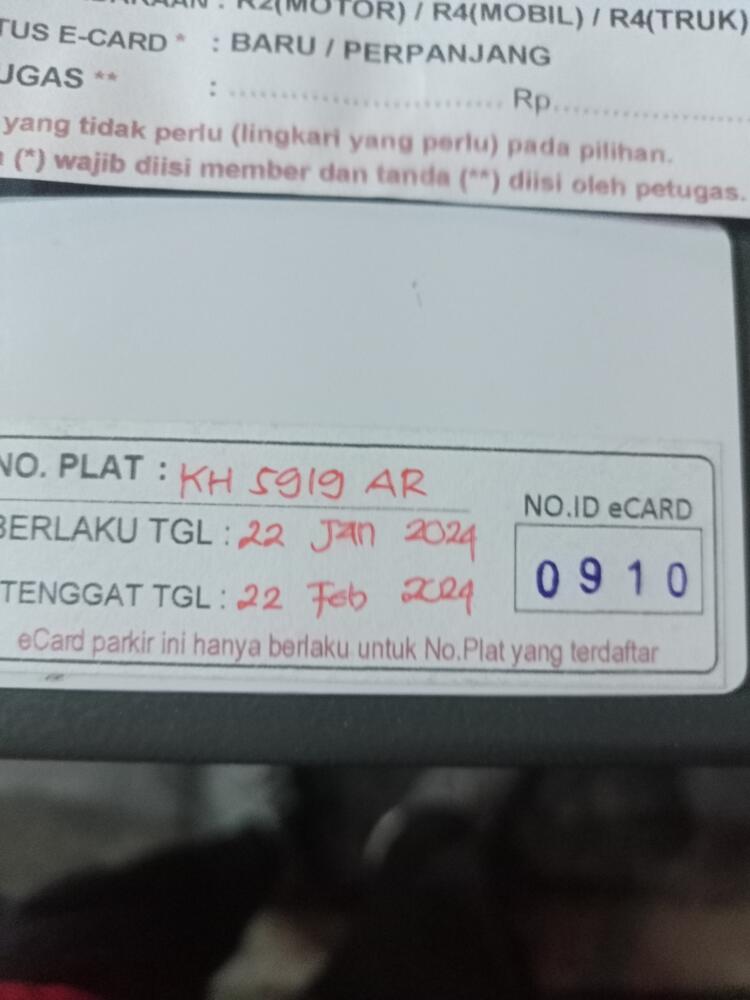 : R2(MOTOR) / R4(MOBIL) / R4(TRUK)
TUS E-CARD * : BARU / PERPANJANG
UGAS ** : ................................ Rp..........................
yang tidak perlu (lingkari yang perlu) pada pilihan.
(*) wajib diisi member dan tanda (**) diisi oleh petugas.
NO. PLAT : KH 5919 AR
BERLAKU TGL : 22 Jan 2024
TENGGAT TGL : 22 Feb 2024
NO.ID eCARD
0910
eCard parkir ini hanya berlaku untuk No.Plat yang terdaftar